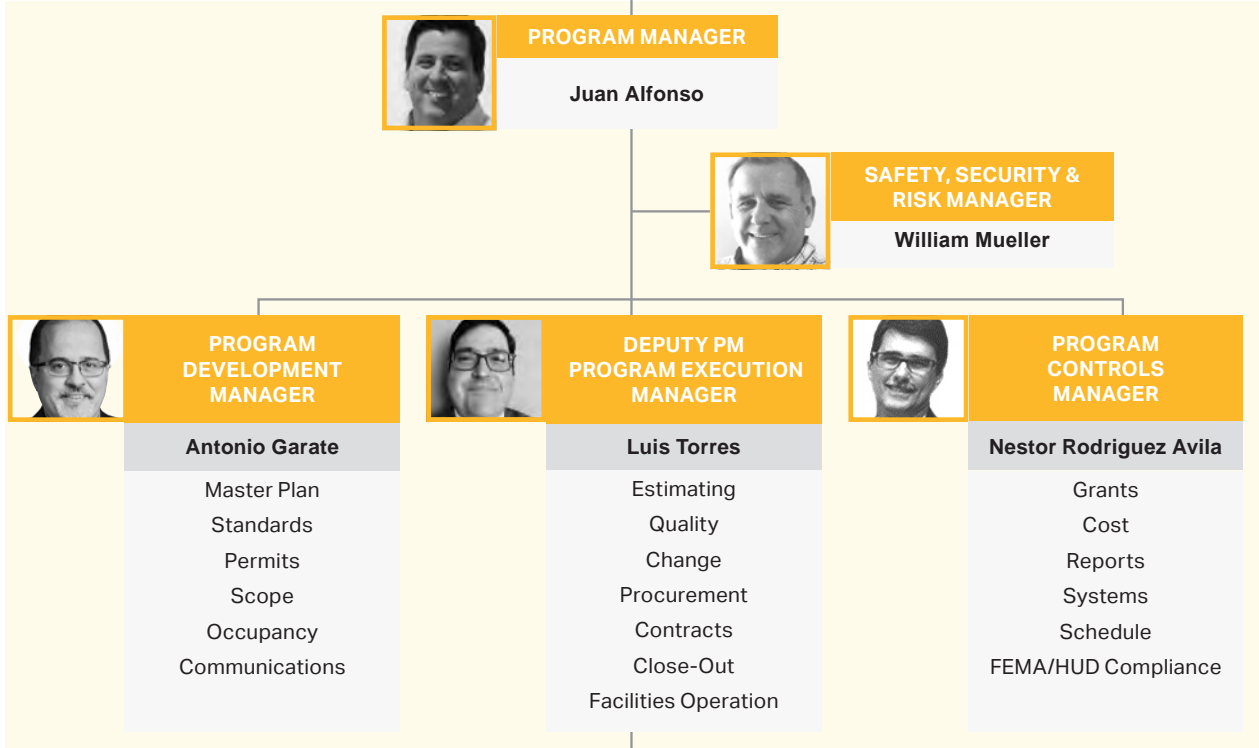 PROGRAM MANAGER
Juan Alfonso
SAFETY, SECURITY &
RISK MANAGER
William Mueller
PROGRAM
DEVELOPMENT
MANAGER
Antonio Garate
Master Plan
Standards
Permits
Scope
Occupancy
Communications
DEPUTY PM
PROGRAM EXECUTION
MANAGER
Luis Torres
Estimating
Quality
Change
Procurement
Contracts
Close-Out
Facilities Operation
PROGRAM
CONTROLS
MANAGER
Nestor Rodriguez Avila
Grants
Cost
Reports
Systems
Schedule
FEMA/HUD Compliance